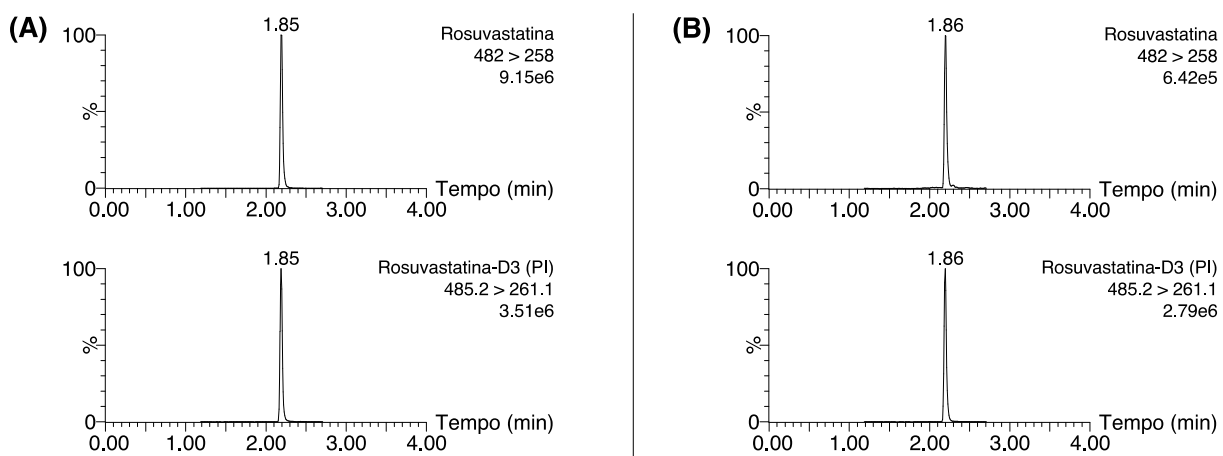 (A)
1.85
100
%
0
Rosuvastatina
482 > 258
9.15e6
Tempo (min)
0.00 1.00 2.00 3.00 4.00
1.85
100
%
0
Rosuvastatina-D3 (PI)
485.2 > 261.1
3.51e6
Tempo (min)
0.00 1.00 2.00 3.00 4.00
(B)
1.86
100
%
0
Rosuvastatina
482 > 258
6.42e5
Tempo (min)
0.00 1.00 2.00 3.00 4.00
1.86
100
%
0
Rosuvastatina-D3 (PI)
485.2 > 261.1
2.79e6
Tempo (min)
0.00 1.00 2.00 3.00 4.00